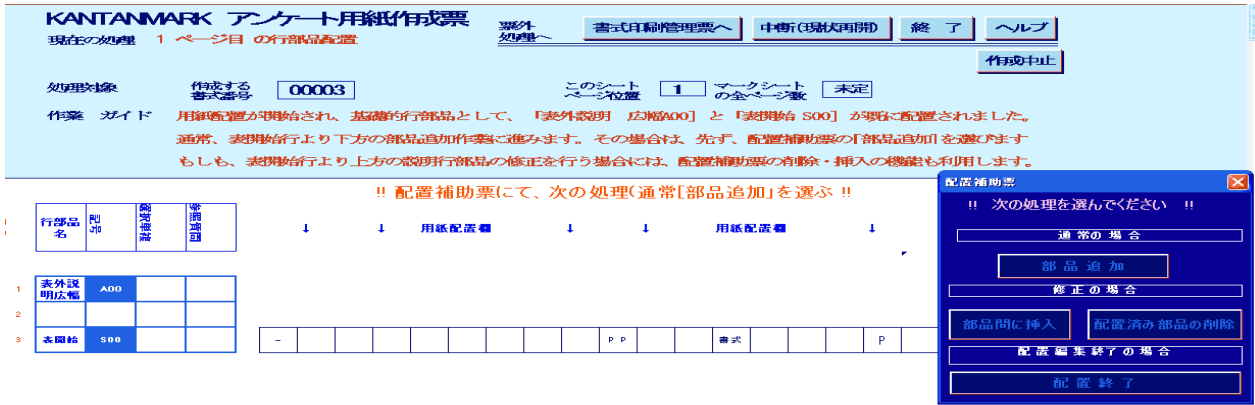 KANTANMARK アンケート用紙作成票
票外処理へ
書式印刷管理票へ
中断(現状再開)
終 了
ヘルプ
現在の処理 1 ページ目 の行部品配置
作成中止
処理対象
作成する書式番号
00003
このシートページ位置
1
マークシートの全ページ数
未定
作業 ガイド
用紙配置が開始され、基礎的行部品として、「表外説明 広幅A00」と「表開始 S00」が既に配置されました。
通常、表開始行より下方の部品追加作業に進みます。その場合は、先ず、配置補助票の「部品追加」を選びます
もしも、表開始行より上方の説明行部品の修正を行う場合には、配置補助票の削除・挿入の機能も利用します。
!! 配置補助票にて、次の処理(通常[部品追加」を選ぶ !!
行部品名
記号
選択単複
参照質問
↓ ↓ 用紙配置欄 ↓ ↓ 用紙配置欄 ↓
1 表外説明広幅 A00
2
3 表開始 S00
− P P 書式 P
配置補助票
!! 次の処理を選んでください !!
通常の場合
部品追加
修正の場合
部品間に挿入
配置済み部品の削除
配置編集終了の場合
配置終了